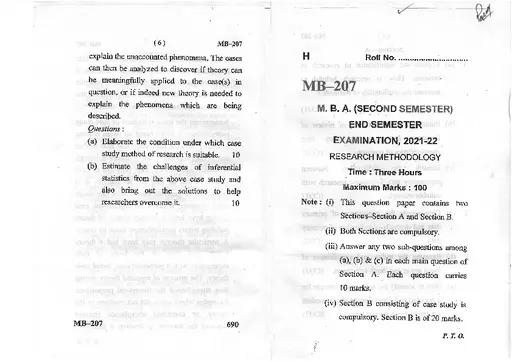 ( 6 ) MB-207
explain the unaccounted phenomena. The cases
can then be analyzed to discover if theory can
be meaningfully applied to the case(s) in
question, or if indeed new theory is needed to
explain the phenomena which are being
described.
Questions :
(a) Elaborate the condition under which case
study method of research is suitable. 10
(b) Estimate the challenges of inferential
statistics from the above case study and
also bring out the solutions to help
researchers overcome it. 10
MB-207 690
H Roll No. ..............................
MB–207
M. B. A. (SECOND SEMESTER)
END SEMESTER
EXAMINATION, 2021-22
RESEARCH METHODOLOGY
Time : Three Hours
Maximum Marks : 100
Note : (i) This question paper contains two
Sections–Section A and Section B.
(ii) Both Sections are compulsory.
(iii) Answer any two sub-questions among
(a), (b) & (c) in each main question of
Section A. Each question carries
10 marks.
(iv) Section B consisting of case study is
compulsory. Section B is of 20 marks.
P. T. O.